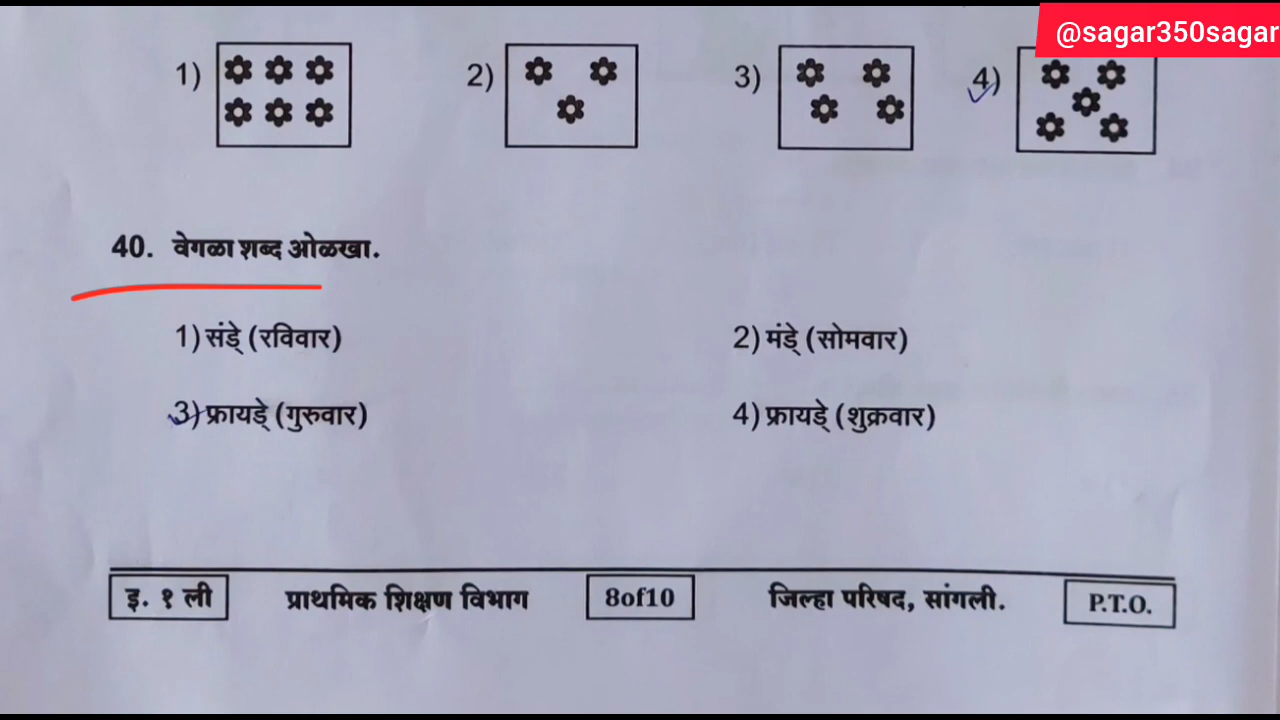 @sagar350sagar
1) 2) 3) 4)
40. वेगळा शब्द ओळखा.
1) संडे् (रविवार) 2) मंडे् (सोमवार)
3) फ्रायडे् (गुरुवार) 4) फ्रायडे् (शुक्रवार)
इ. १ ली प्राथमिक शिक्षण विभाग 8of10 जिल्हा परिषद, सांगली. P.T.O.